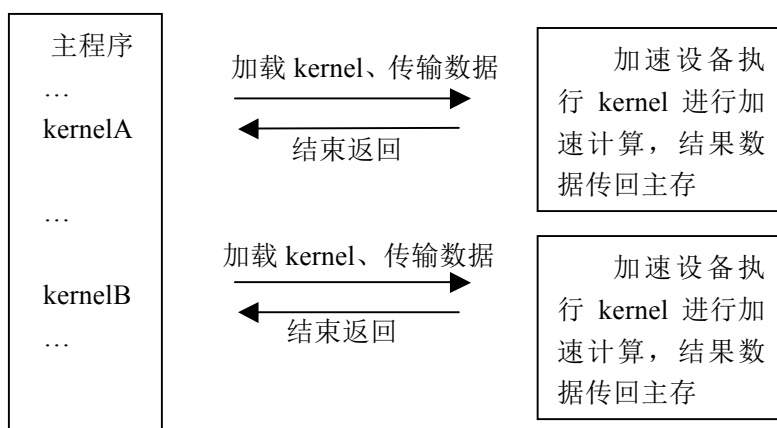 主程序
…
kernelA
…
kernelB
…
加载 kernel、传输数据
结束返回
加速设备执
行 kernel 进行加
速计算，结果数
据传回主存
加载 kernel、传输数据
结束返回
加速设备执
行 kernel 进行加
速计算，结果数
据传回主存